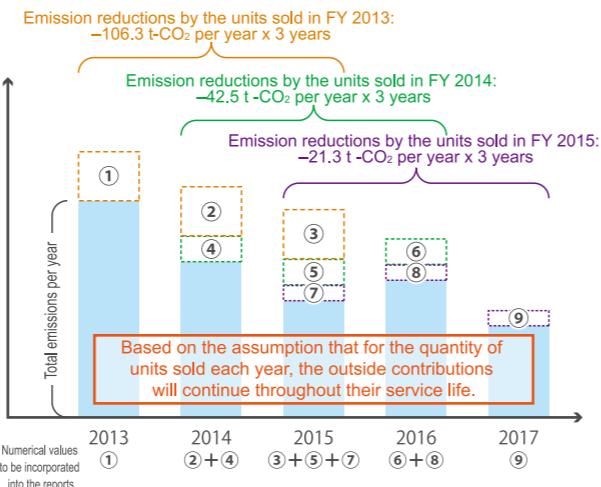 Emission reductions by the units sold in FY 2013:
–106.3 t-CO₂ per year x 3 years
Emission reductions by the units sold in FY 2014:
–42.5 t -CO₂ per year x 3 years
Emission reductions by the units sold in FY 2015:
–21.3 t -CO₂ per year x 3 years
①
②
③
④
⑤
⑥
⑦
⑧
⑨
Total emissions per year
Based on the assumption that for the quantity of
units sold each year, the outside contributions
will continue throughout their service life.
2013 2014 2015 2016 2017
Numerical values
to be incorporated
into the reports
① ②+④ ③+⑤+⑦ ⑥+⑧ ⑨